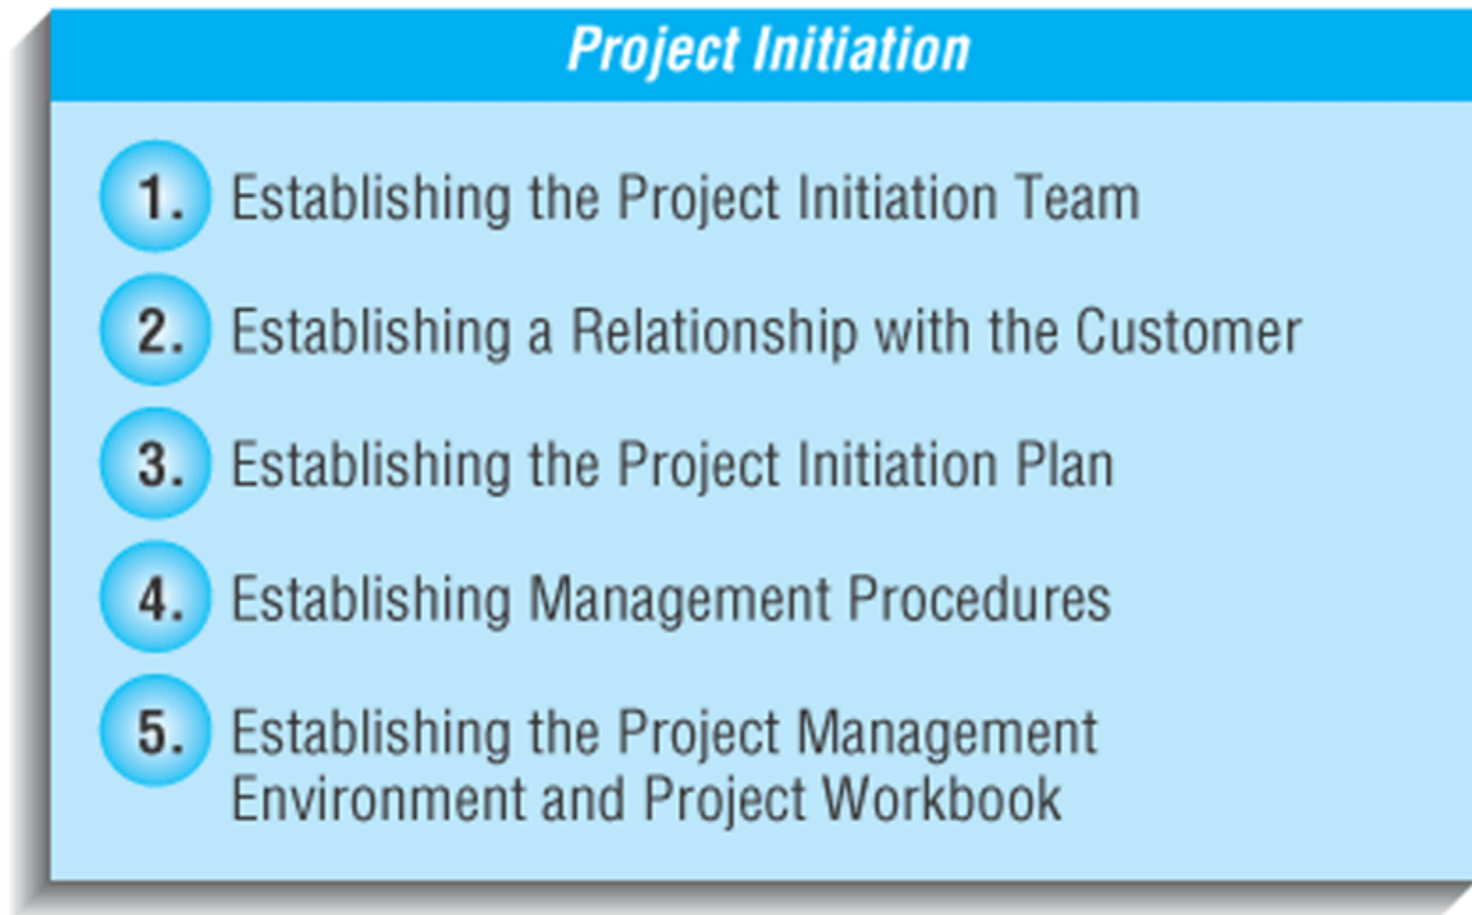 Project Initiation
1. Establishing the Project Initiation Team
2. Establishing a Relationship with the Customer
3. Establishing the Project Initiation Plan
4. Establishing Management Procedures
5. Establishing the Project Management
Environment and Project Workbook